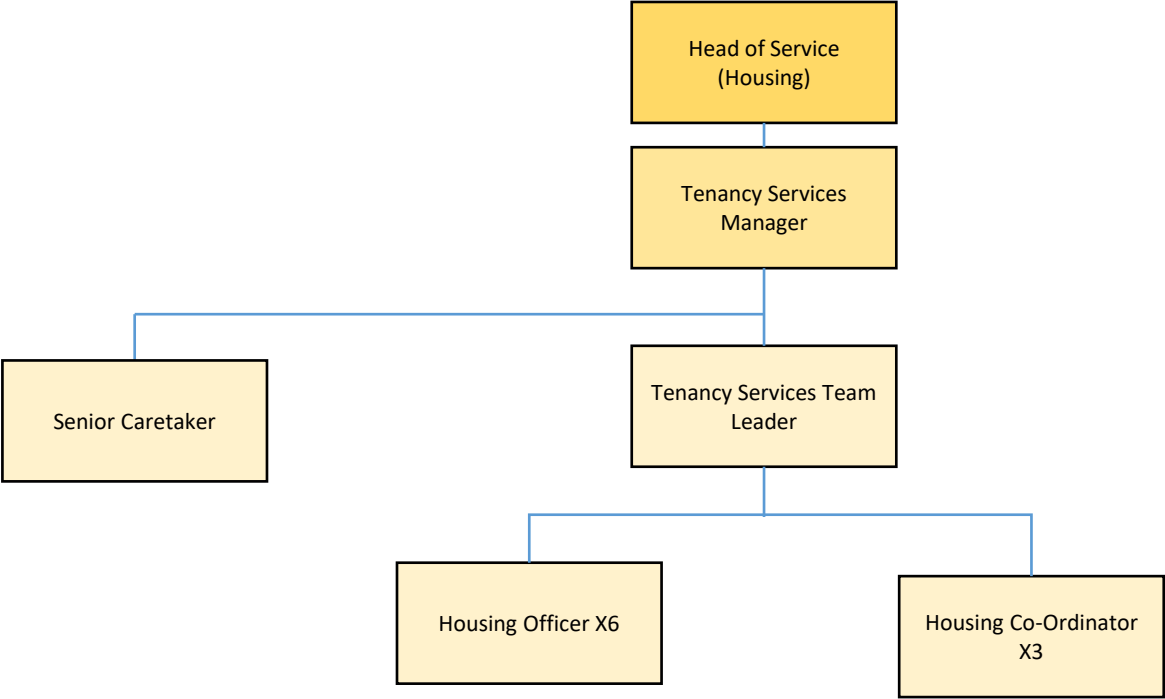 Head of Service
(Housing)
Tenancy Services
Manager
Senior Caretaker
Tenancy Services Team
Leader
Housing Officer X6
Housing Co-Ordinator
X3